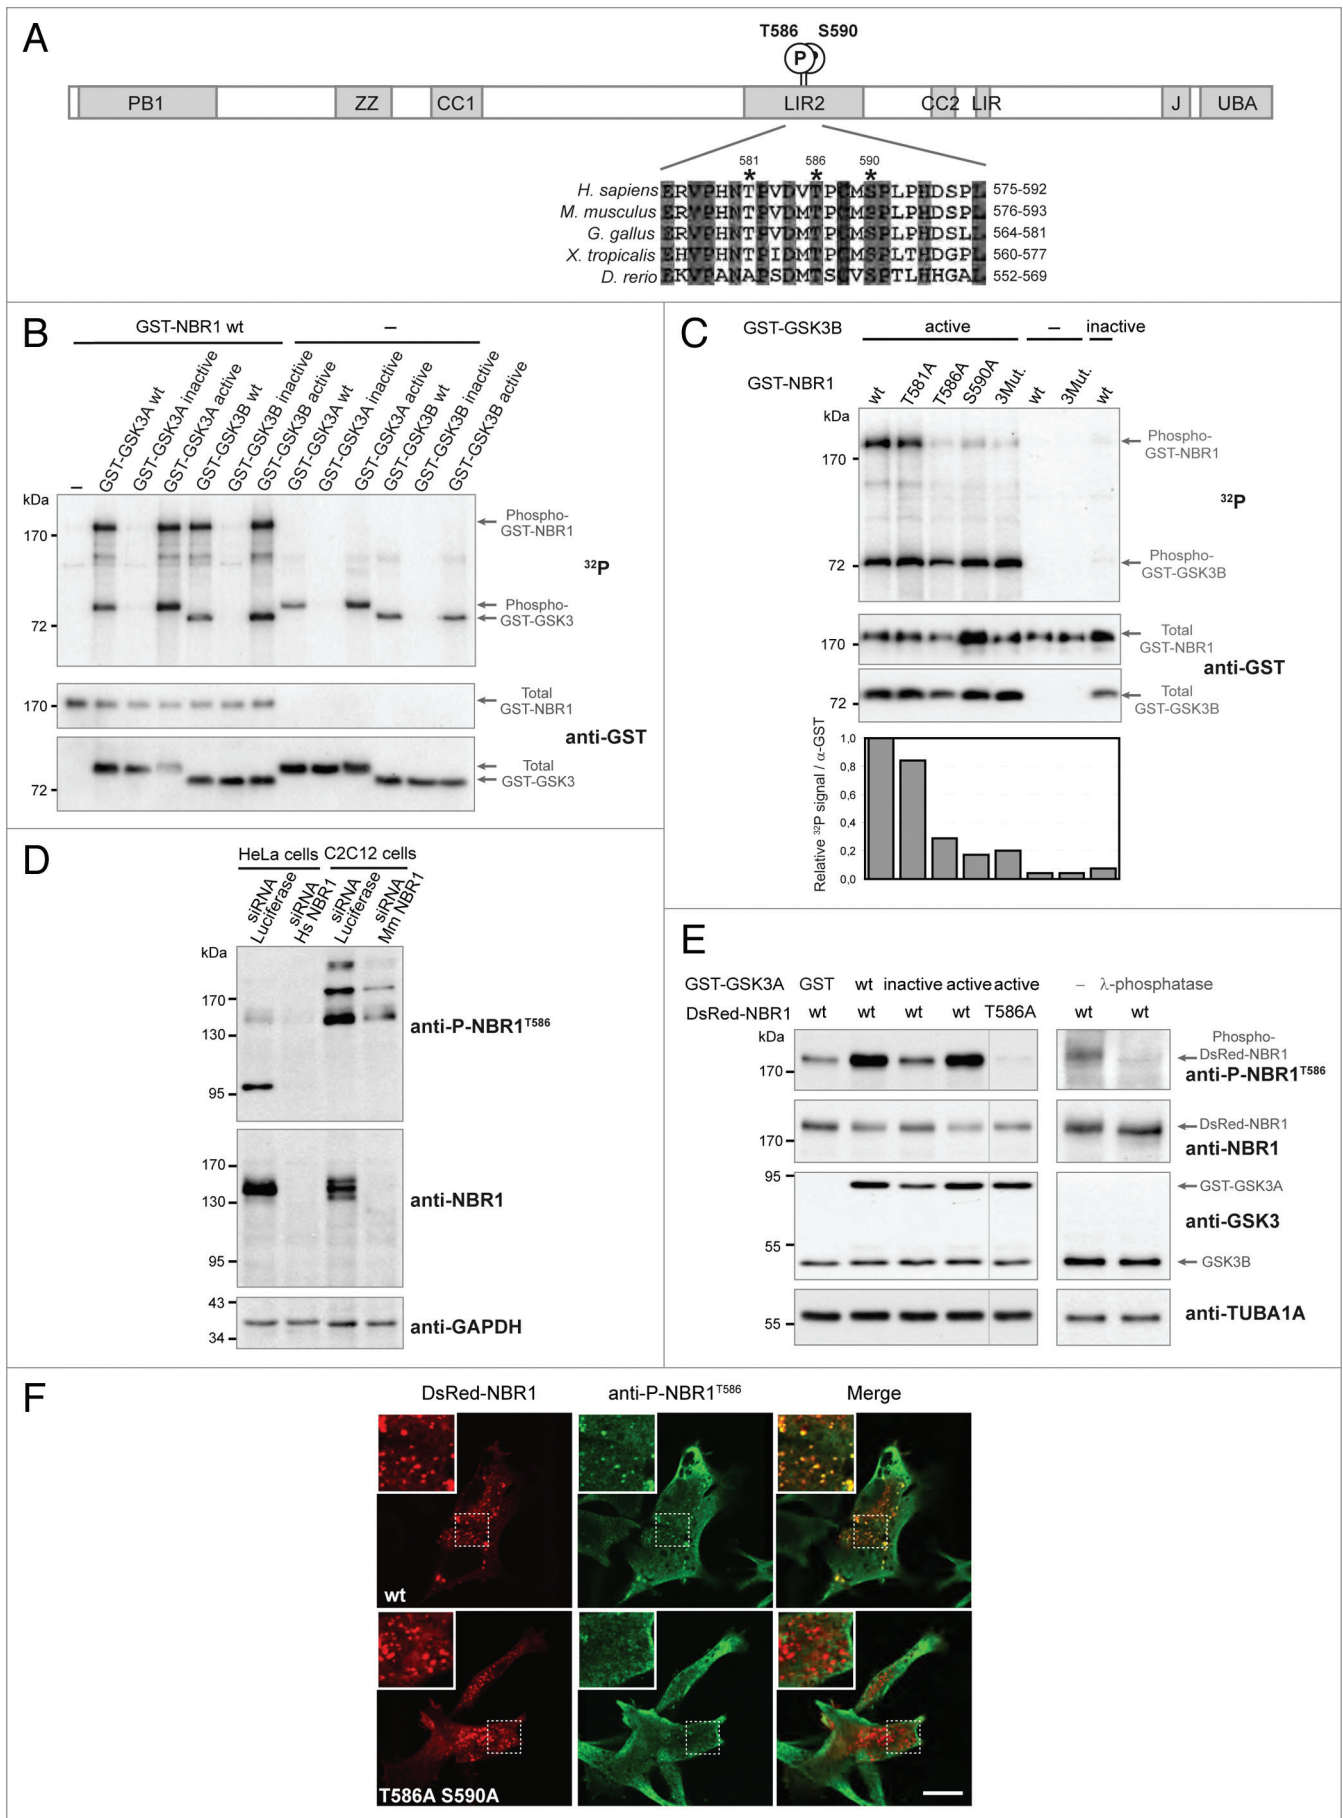 A
T586 S590
P
PB1 ZZ CC1 LIR2 CC2 LIR J UBA
581 586 590
* * *
H. sapiens ERVPHNTPVDVTPCMSPLPHDSPL 575-592
M. musculus ERVPHNTPVDMTPCMSPLPHDSPL 576-593
G. gallus ERVPHNTPVDMTPCMSPLPHDSLL 564-581
X. tropicalis EHVPHNTPIDMTPCMSPLTHDGPL 560-577
D. rerio EKVPANAPSDMTSCVSPTLHHGAL 552-569
B
GST-NBR1 wt –
–
GST-GSK3A wt
GST-GSK3A inactive
GST-GSK3A active
GST-GSK3B wt
GST-GSK3B inactive
GST-GSK3B active
GST-GSK3A wt
GST-GSK3A inactive
GST-GSK3A active
GST-GSK3B wt
GST-GSK3B inactive
GST-GSK3B active
kDa
170
72
Phospho-
GST-NBR1
32P
Phospho-
GST-GSK3
170
Total
GST-NBR1
anti-GST
72
Total
GST-GSK3
C
GST-GSK3B active – inactive
GST-NBR1 wt T581A T586A S590A 3Mut. wt 3Mut. wt
kDa
170
72
Phospho-
GST-NBR1
32P
Phospho-
GST-GSK3B
170
Total
GST-NBR1
anti-GST
72
Total
GST-GSK3B
Relative 32P signal / α-GST
1,0
0,8
0,6
0,4
0,2
0,0
D
HeLa cells C2C12 cells
siRNA
Luciferase
siRNA
Hs NBR1
siRNA
Luciferase
siRNA
Mm NBR1
kDa
170
130
95
anti-P-NBR1T586
170
130
95
anti-NBR1
43
34
anti-GAPDH
E
GST-GSK3A GST wt inactive active active – λ-phosphatase
DsRed-NBR1 wt wt wt wt T586A wt wt
kDa
170
Phospho-
DsRed-NBR1
anti-P-NBR1T586
170
DsRed-NBR1
anti-NBR1
95
55
GST-GSK3A
anti-GSK3
GSK3B
55
anti-TUBA1A
F
DsRed-NBR1 anti-P-NBR1T586 Merge
wt
T586A S590A